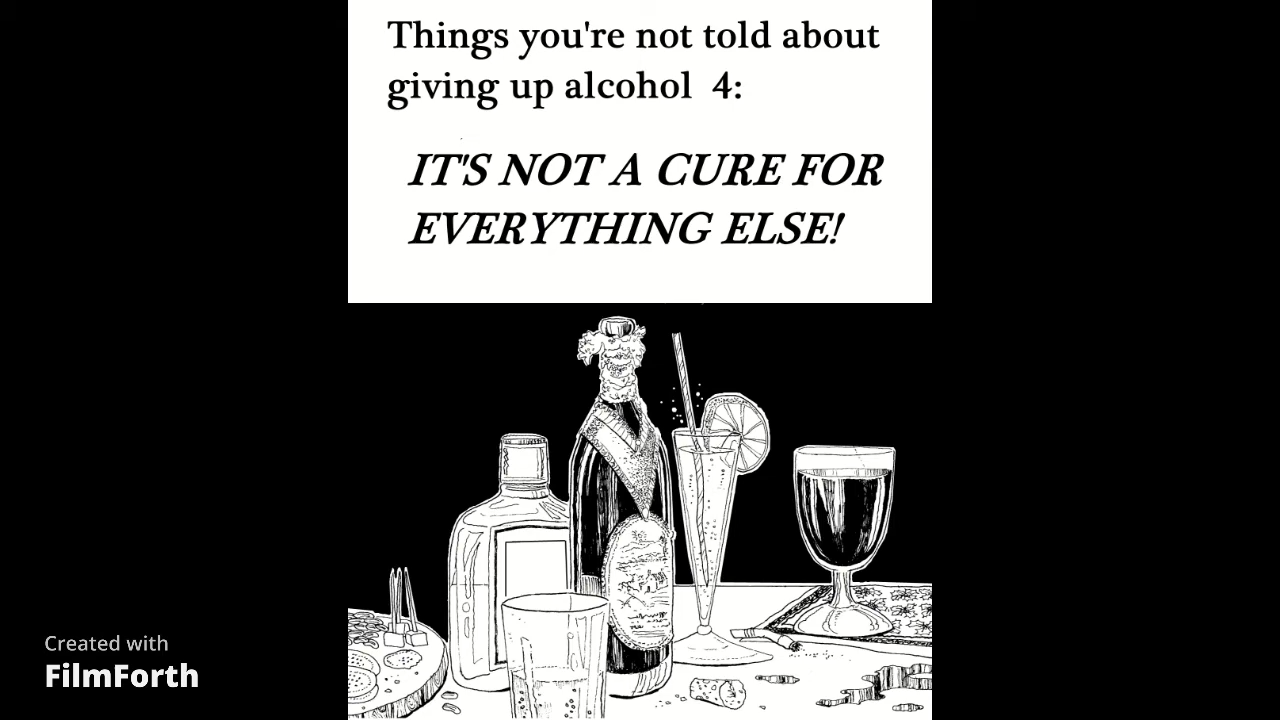 Things you're not told about
giving up alcohol 4:
IT'S NOT A CURE FOR
EVERYTHING ELSE!
Created with
FilmForth